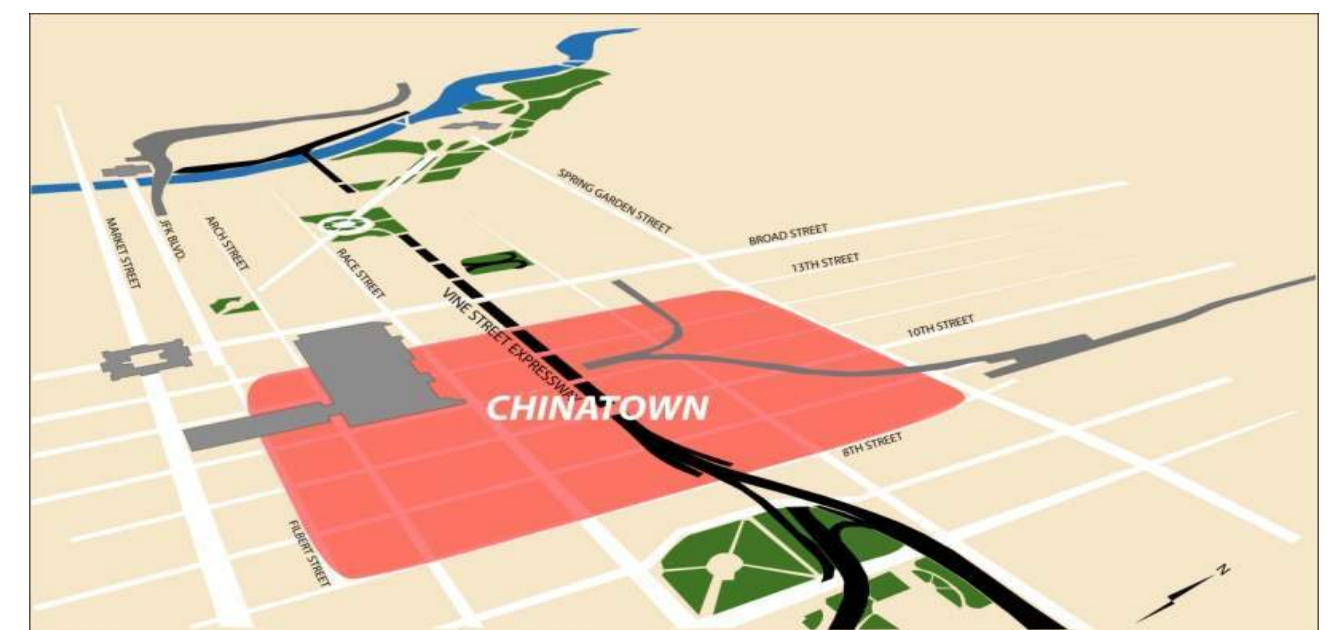 SPRING GARDEN STREET
BROAD STREET
13TH STREET
10TH STREET
MARKET STREET
JFK BLVD.
ARCH STREET
RACE STREET
VINE STREET EXPRESSWAY
CHINATOWN
8TH STREET
FILBERT STREET
N